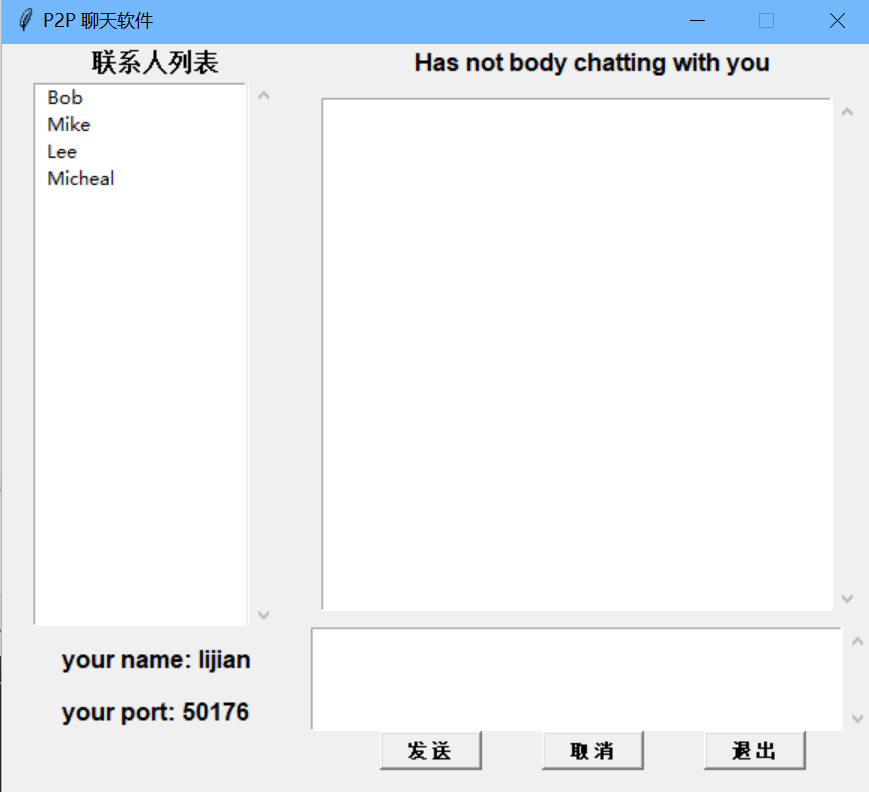 P2P 聊天软件
联系人列表
Has not body chatting with you
Bob
Mike
Lee
Micheal
your name: lijian
your port: 50176
发 送
取 消
退 出